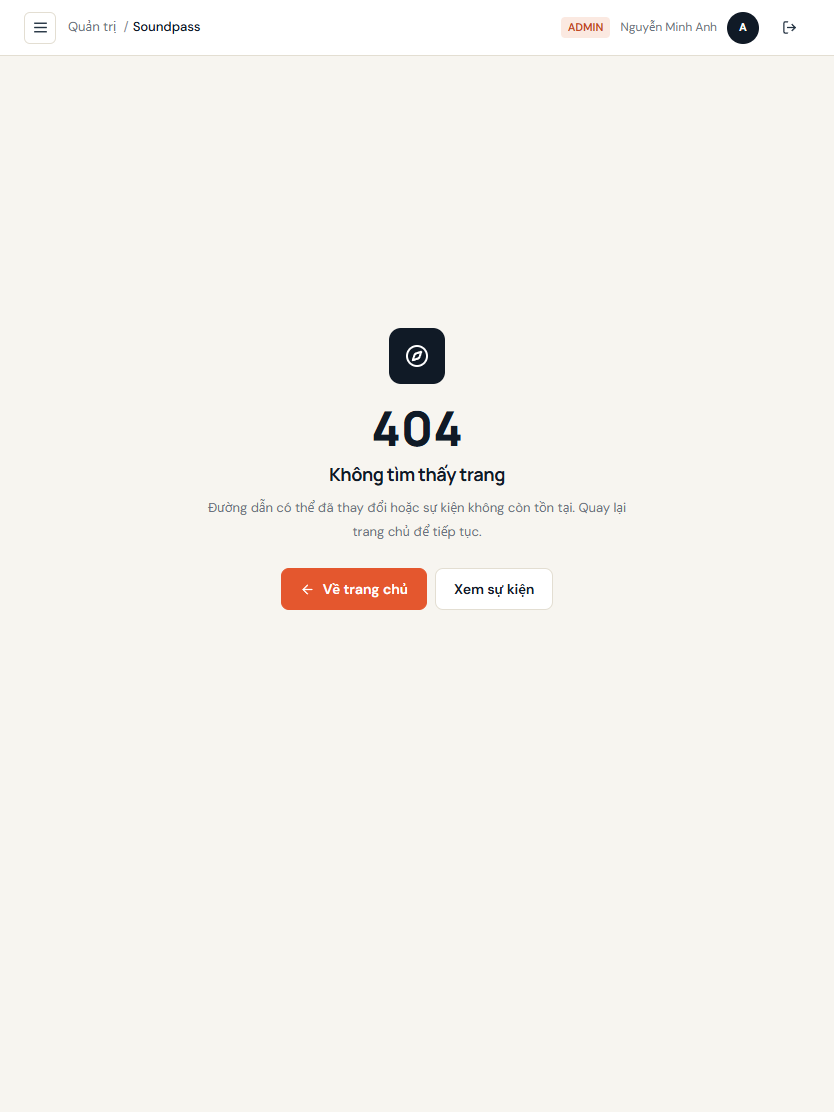 Quản trị / Soundpass
ADMIN Nguyễn Minh Anh A
404
Không tìm thấy trang
Đường dẫn có thể đã thay đổi hoặc sự kiện không còn tồn tại. Quay lại
trang chủ để tiếp tục.
Về trang chủ Xem sự kiện